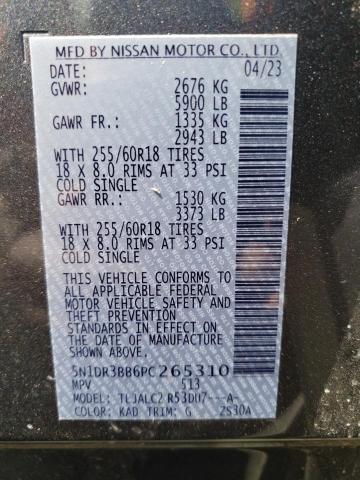 MFD BY NISSAN MOTOR CO., LTD.
DATE: 04/23
GVWR: 2676 KG
5900 LB
GAWR FR.: 1335 KG
2943 LB
WITH 255/60R18 TIRES
18 X 8.0 RIMS AT 33 PSI
COLD SINGLE
GAWR RR.: 1530 KG
3373 LB
WITH 255/60R18 TIRES
18 X 8.0 RIMS AT 33 PSI
COLD SINGLE
THIS VEHICLE CONFORMS TO
ALL APPLICABLE FEDERAL
MOTOR VEHICLE SAFETY AND
THEFT PREVENTION
STANDARDS IN EFFECT ON
THE DATE OF MANUFACTURE
5N1DR3BB6PC265310
MPV 513
MODEL: TLJALC2 R53DU7---A-
COLOR: KAD TRIM: G 2S30A